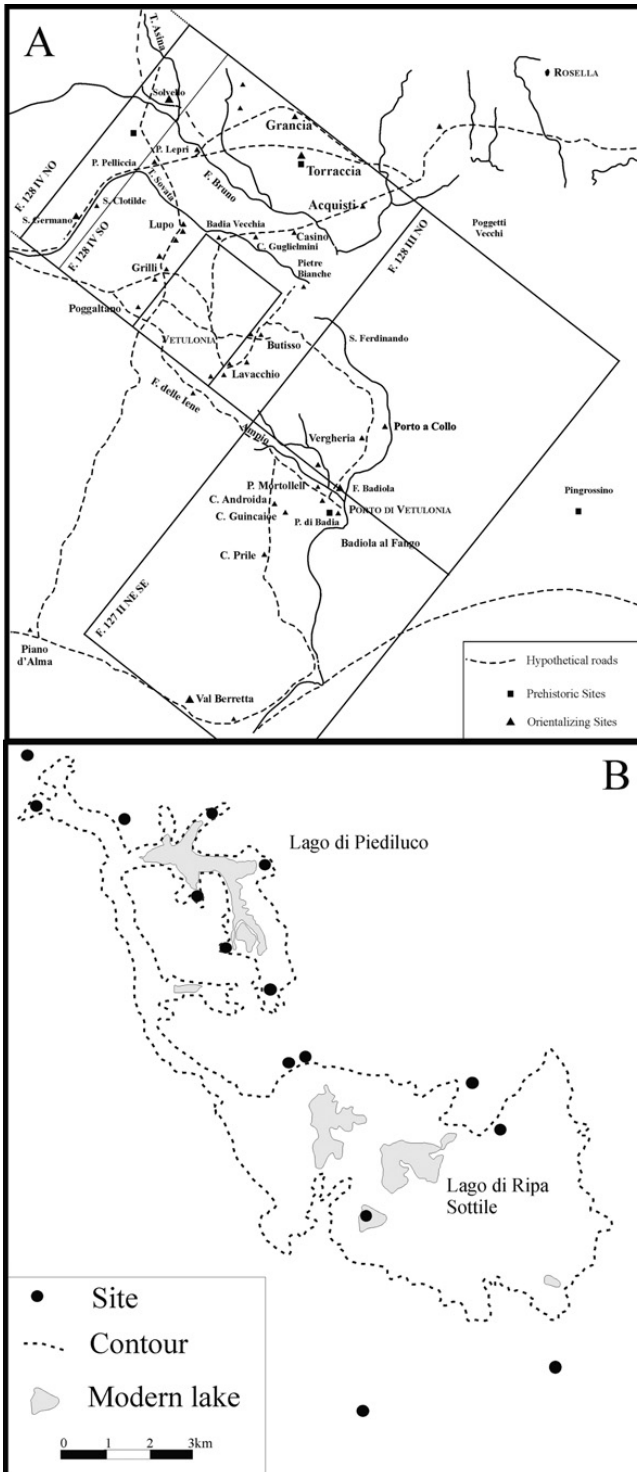 A
T. Asina
Solvello
ROSELLA
Grancia
P. Lepri
Torraccia
P. Pelliccia
T. Sovata
F. Bruno
F. 128 IV NO
S. Clotilde
S. Germano
Acquisti
F. 128 IV SO
Lupo
Badia Vecchia
Casino
C. Guglielmini
F. 128 III NO
Poggetti
Vecchi
Pietre
Bianche
Grilli
Poggaltano
VETULONIA
Butisso
S. Ferdinando
Lavacchio
F. delle Iene
Ampio
Vergheria
Porto a Collo
P. Mortolleli
F. Badiola
C. Androida
C. Guincaice
P. di Badia
PORTO DI VETULONIA
Pingrossino
Badiola al Fango
C. Prile
F. 127 II NE SE
Piano
d'Alma
Val Berretta
Hypothetical roads
Prehistoric Sites
Orientalizing Sites
B
Lago di Piediluco
Lago di Ripa
Sottile
Site
Contour
Modern lake
0 1 2 3km